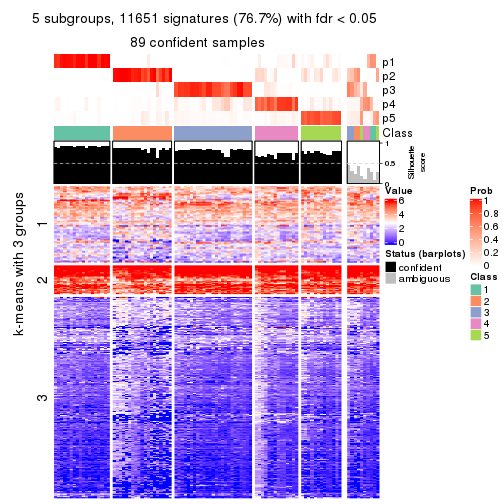 5 subgroups, 11651 signatures (76.7%) with fdr < 0.05
89 confident samples
p1
p2
p3
p4
p5
Class
1
0.5
0
Silhouette
score
k-means with 3 groups
1
2
3
Value
6
4
2
0
Status (barplots)
confident
ambiguous
Prob
1
0.8
0.6
0.4
0.2
0
Class
1
2
3
4
5